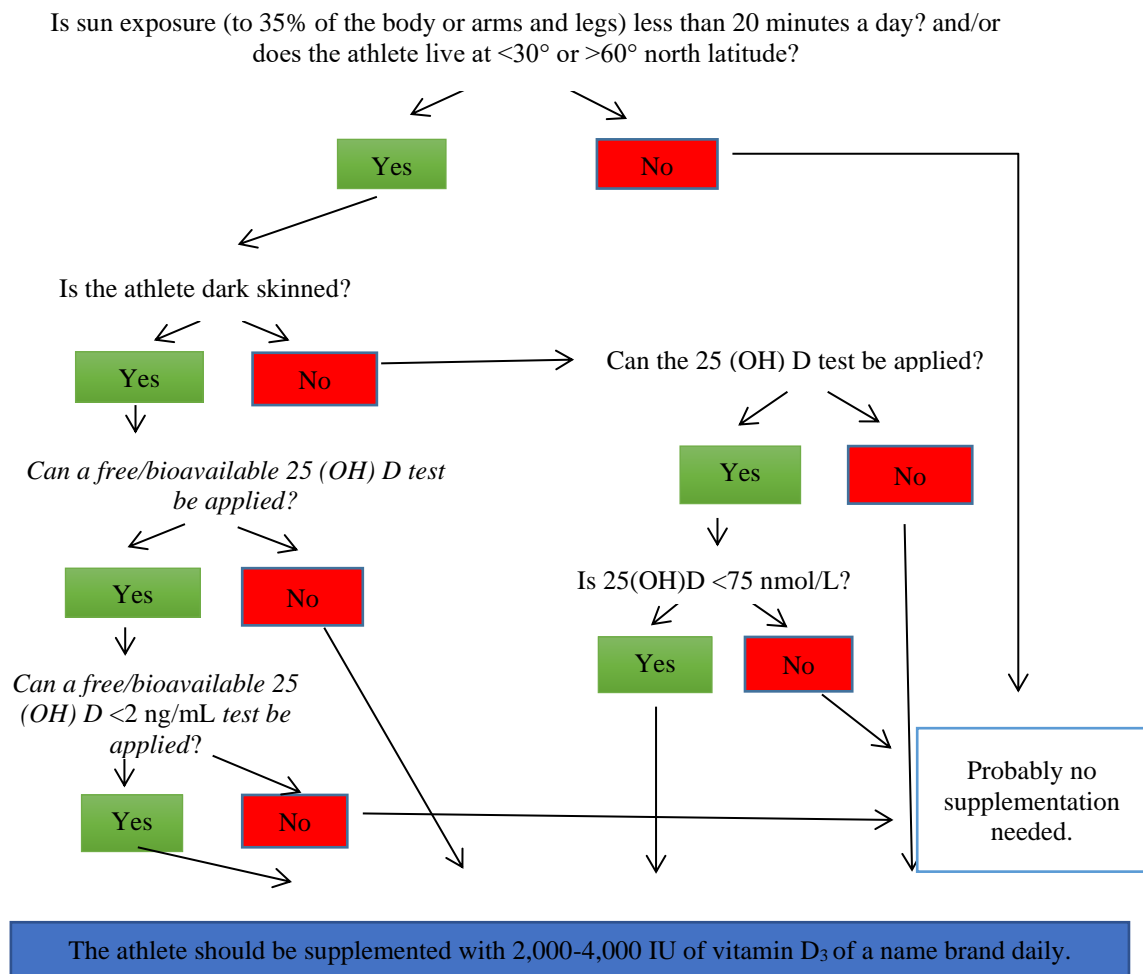 Is sun exposure (to 35% of the body or arms and legs) less than 20 minutes a day? and/or
does the athlete live at <30° or >60° north latitude?
Yes
No
Is the athlete dark skinned?
Yes
No
Can the 25 (OH) D test be applied?
Can a free/bioavailable 25 (OH) D test
be applied?
Yes
No
Yes
No
Is 25(OH)D <75 nmol/L?
Yes
No
Can a free/bioavailable 25
(OH) D <2 ng/mL test be
applied?
Yes
No
Probably no
supplementation
needed.
The athlete should be supplemented with 2,000-4,000 IU of vitamin D₃ of a name brand daily.